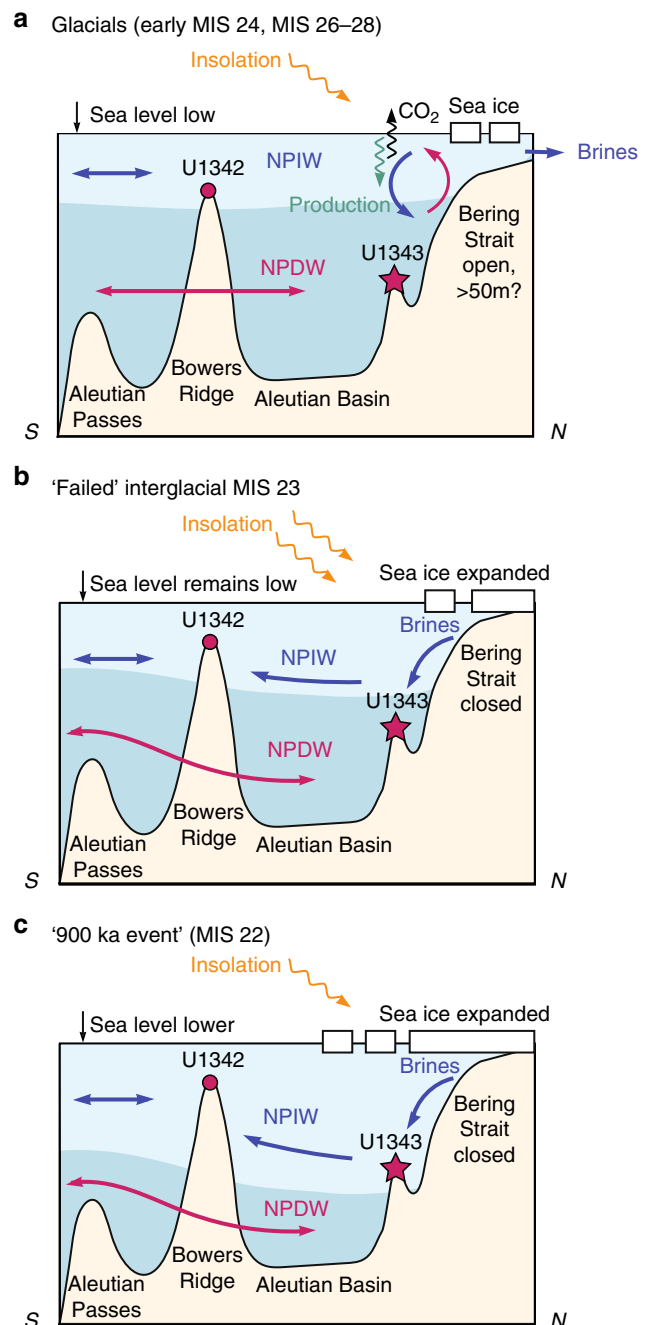 a Glacials (early MIS 24, MIS 26–28)
Insolation
Sea level low
CO2
Sea ice
NPIW
Brines
U1342
Production
Bering
Strait
open,
>50m?
U1343
NPDW
Bowers
Ridge
Aleutian
Passes
Aleutian Basin
S
N
b 'Failed' interglacial MIS 23
Insolation
Sea ice expanded
Sea level remains low
U1342
Brines
NPIW
Bering
Strait
closed
U1343
NPDW
Bowers
Ridge
Aleutian
Passes
Aleutian Basin
S
N
c '900 ka event' (MIS 22)
Insolation
Sea ice expanded
Sea level lower
U1342
Brines
NPIW
Bering
Strait
closed
U1343
NPDW
Bowers
Ridge
Aleutian
Passes
Aleutian Basin
S
N